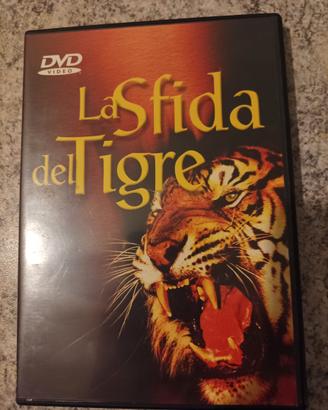 DVD
VIDEO
La Sfida
del Tigre